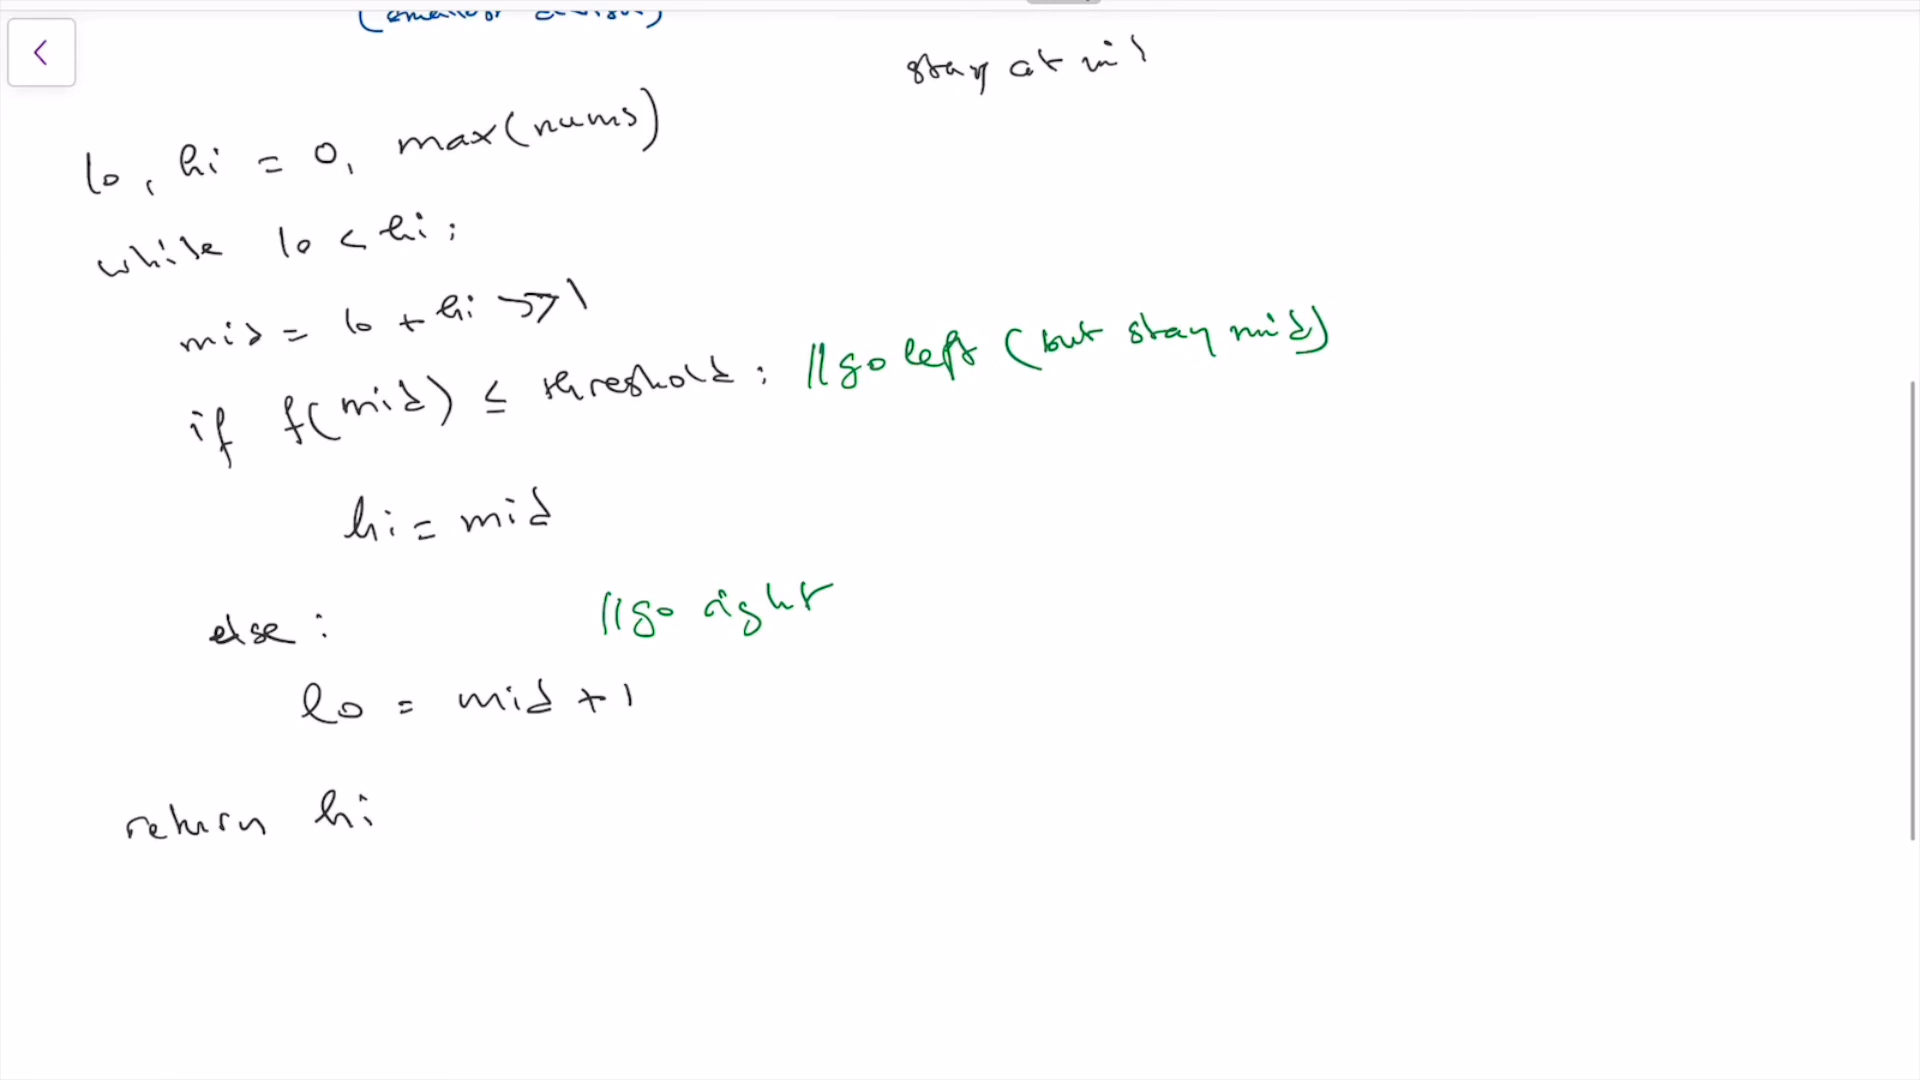 stay at mid
lo, hi = 0, max(nums)
while lo < hi:
mid = lo + hi >> 1
if f(mid) ≤ threshold: //go left (but stay mid)
hi = mid
else: //go right
lo = mid + 1
return hi